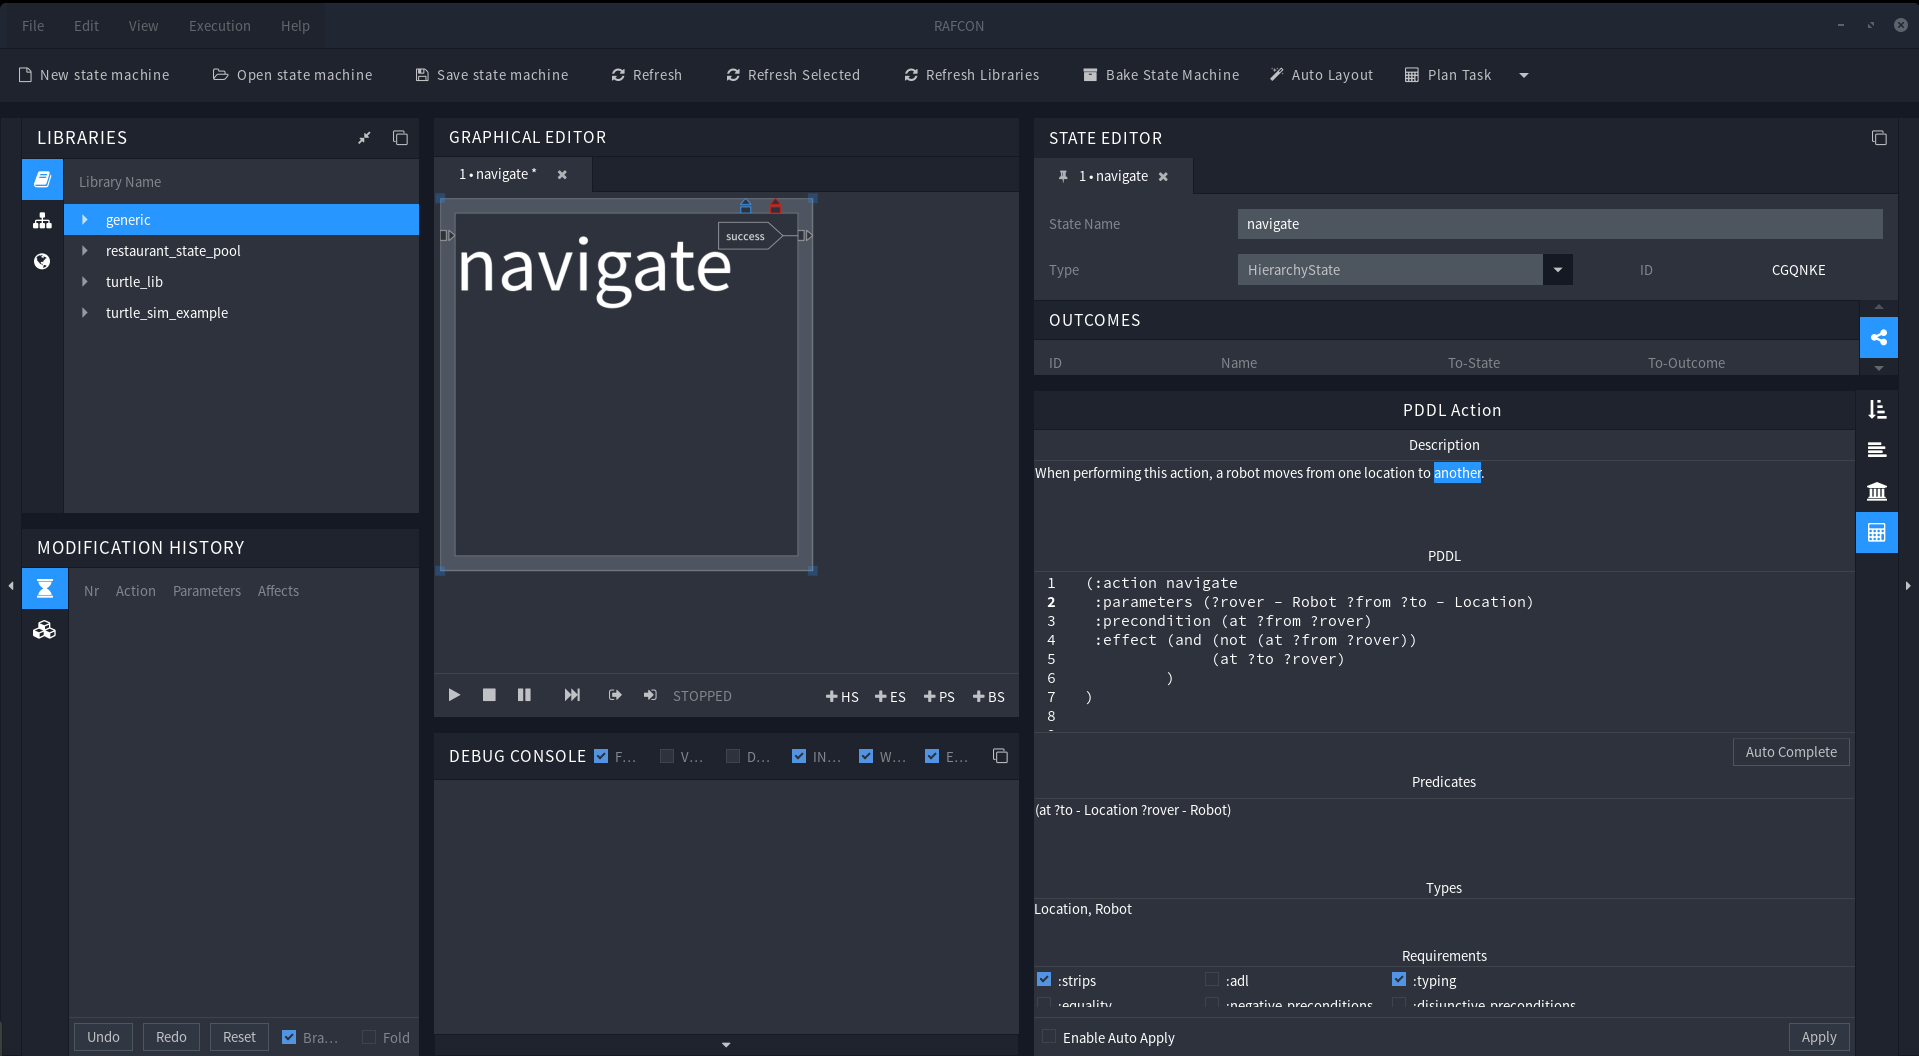 File Edit View Execution Help RAFCON
New state machine Open state machine Save state machine Refresh Refresh Selected Refresh Libraries Bake State Machine Auto Layout Plan Task
LIBRARIES
Library Name
generic
restaurant_state_pool
turtle_lib
turtle_sim_example
MODIFICATION HISTORY
Nr Action Parameters Affects
Undo Redo Reset Bra... Fold
GRAPHICAL EDITOR
1 • navigate *
success
navigate
STOPPED HS ES PS BS
DEBUG CONSOLE F... V... D... IN... W... E...
STATE EDITOR
1 • navigate
State Name navigate
Type HierarchyState ID CGQNKE
OUTCOMES
ID Name To-State To-Outcome
PDDL Action
Description
When performing this action, a robot moves from one location to another.
PDDL
1 (:action navigate
2 :parameters (?rover - Robot ?from ?to - Location)
3 :precondition (at ?from ?rover)
4 :effect (and (not (at ?from ?rover))
5 (at ?to ?rover)
6 )
7 )
8
Auto Complete
Predicates
(at ?to - Location ?rover - Robot)
Types
Location, Robot
Requirements
:strips :adl :typing
:equality :negative-preconditions :disjunctive-preconditions
Enable Auto Apply Apply